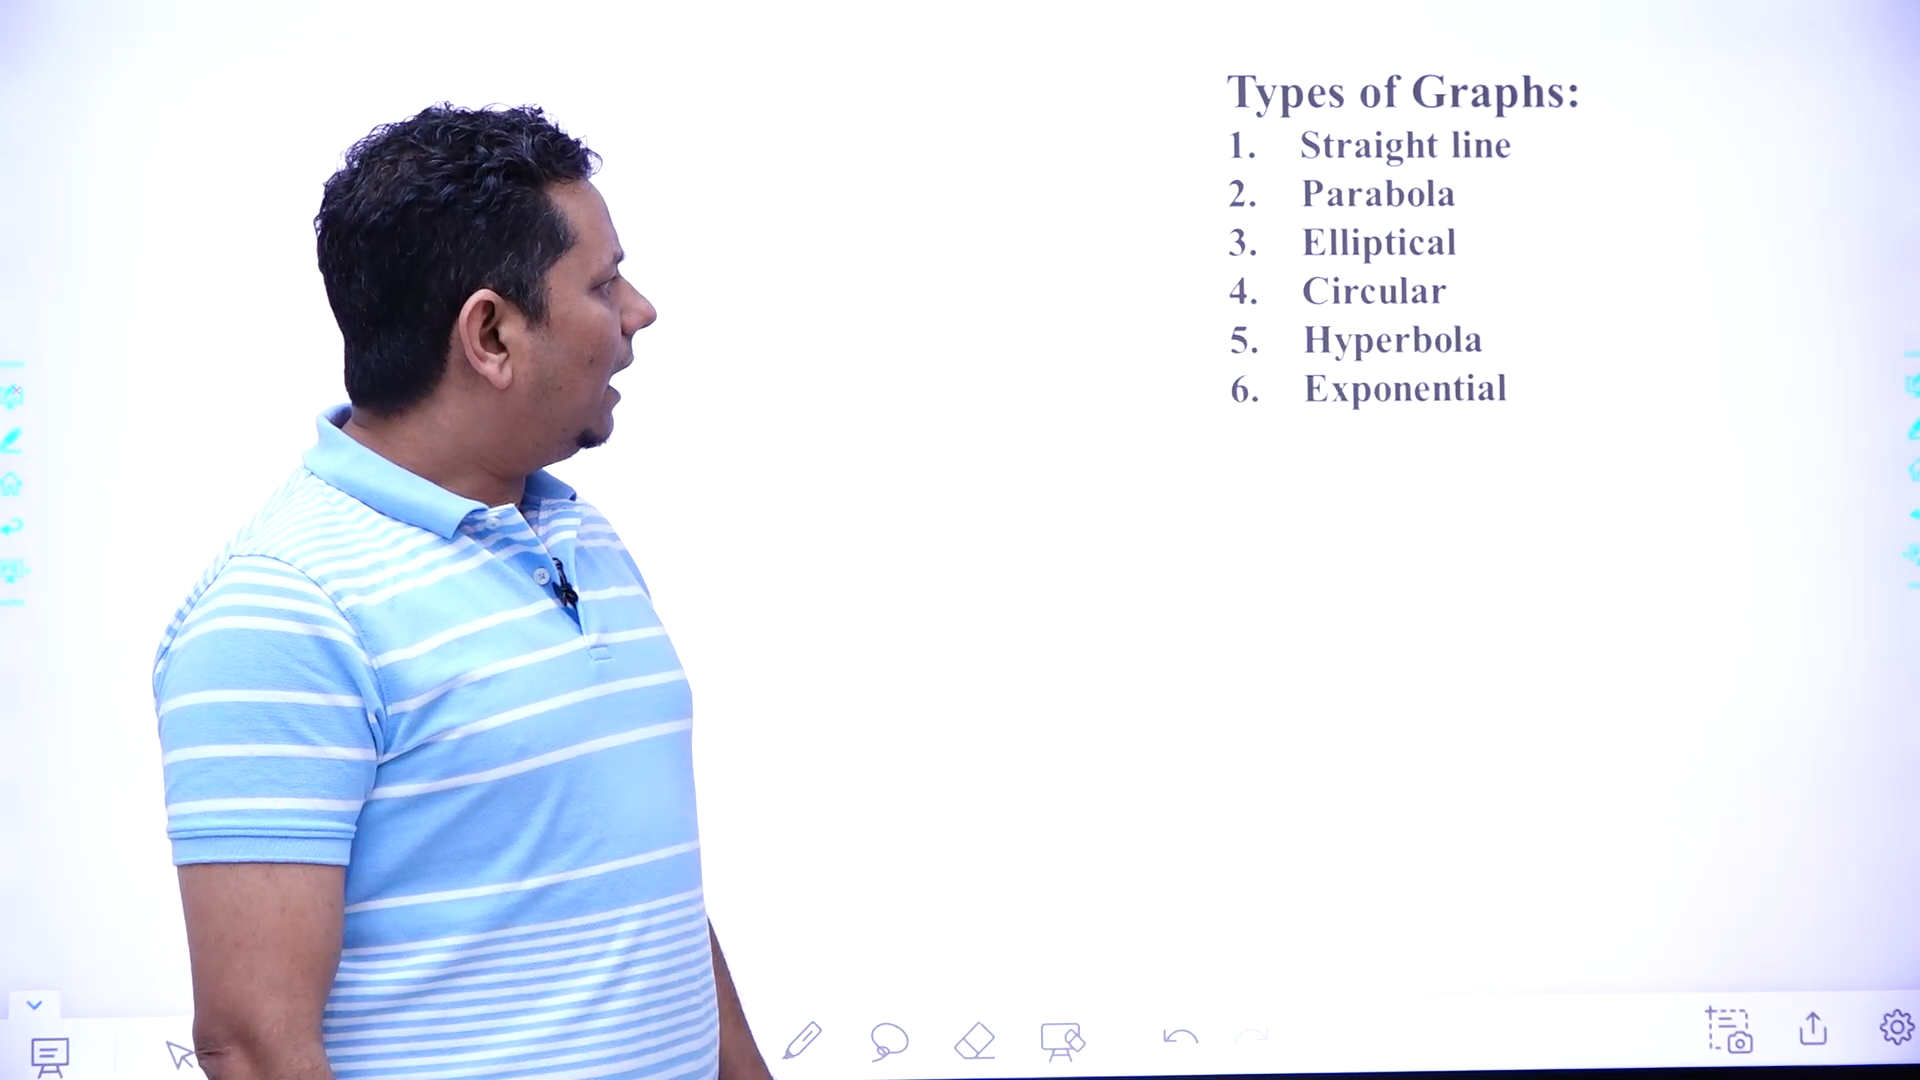 Types of Graphs:
1. Straight line
2. Parabola
3. Elliptical
4. Circular
5. Hyperbola
6. Exponential